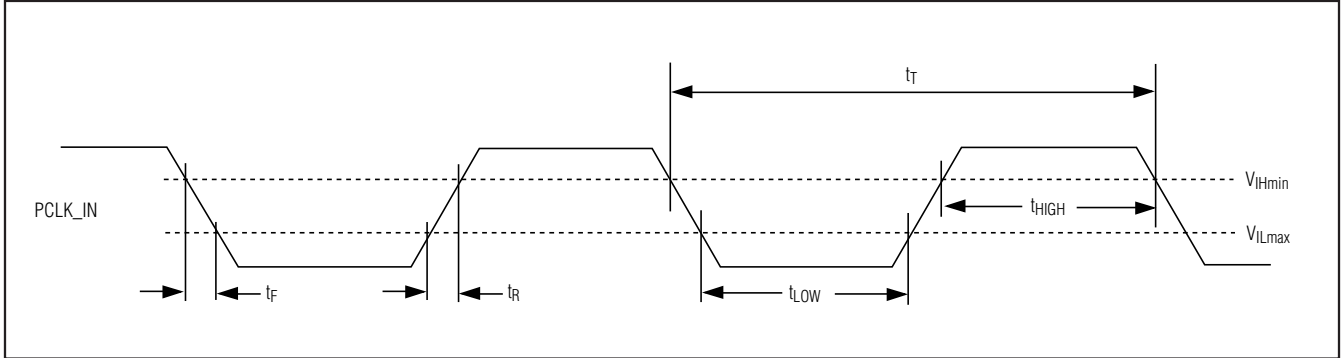 tT
VIHmin
PCLK_IN
tHIGH
VILmax
tF
tR
tLOW